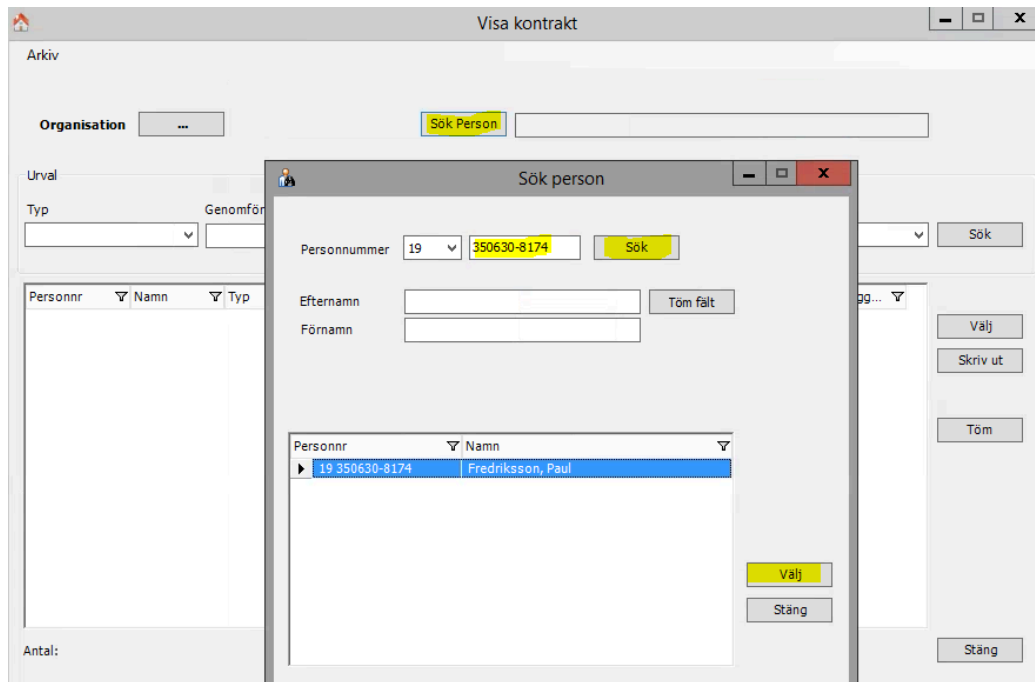 Visa kontrakt
Arkiv
Organisation ... Sök Person
Urval
Sök person
Typ Genomför
Personnummer 19 350630-8174 Sök
Sök
Efternamn Töm fält
Förnamn
Personnr Namn Typ gg...
Välj
Skriv ut
Töm
Personnr Namn
19 350630-8174 Fredriksson, Paul
Välj
Stäng
Antal: Stäng